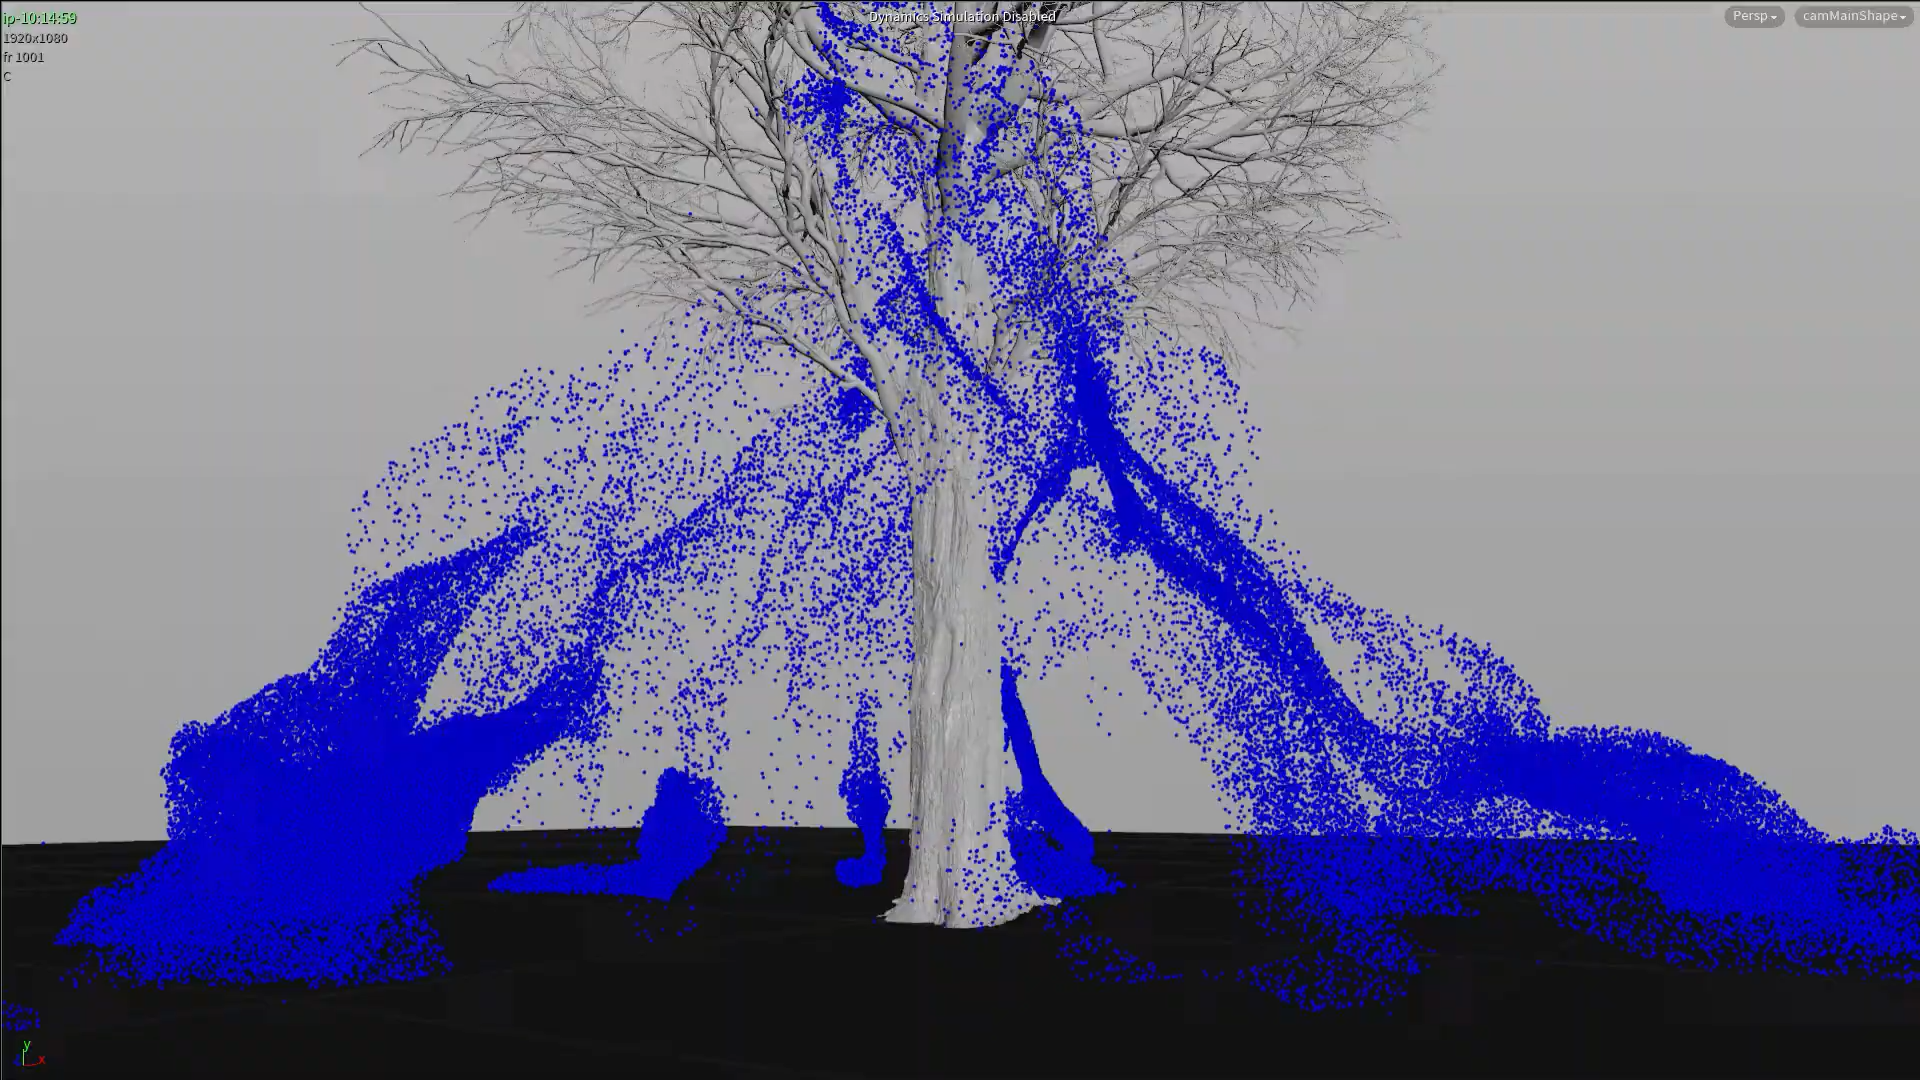 ip-10:14:59
Dynamics Simulation Disabled
Persp
camMainShape
1920x1080
fr 1001
C
y
x